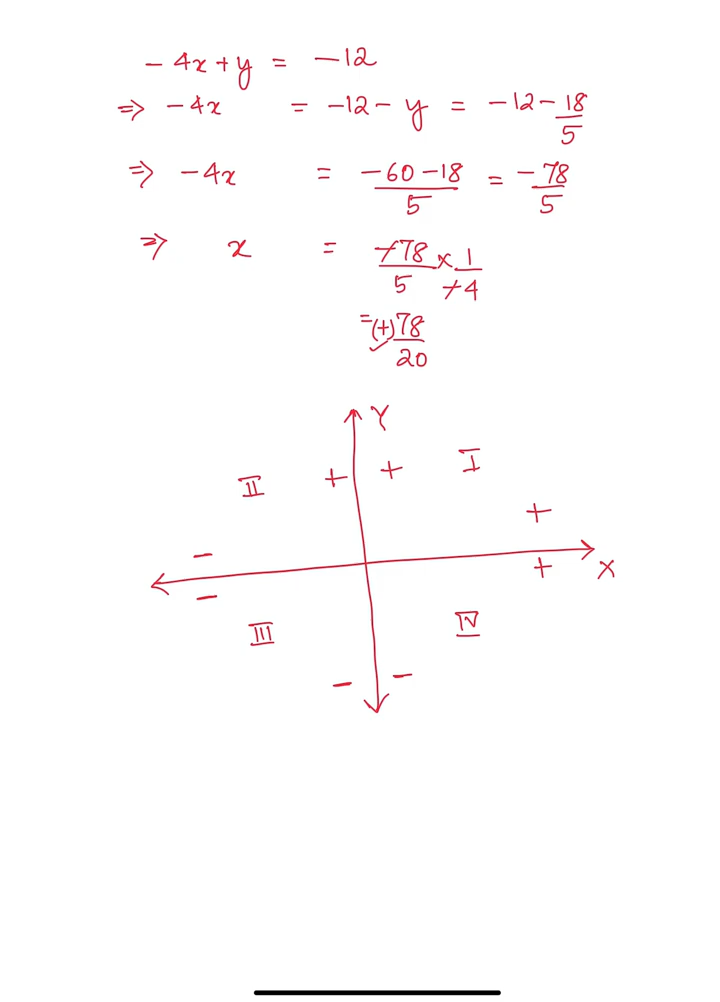 -4x+y = -12
⇒ -4x = -12-y = -12-18/5
⇒ -4x = (-60-18)/5 = -78/5
⇒ x = -78/5 × 1/-4
= (+)78/20
Y
II + + I
+
-
X
- +
III IV
- -